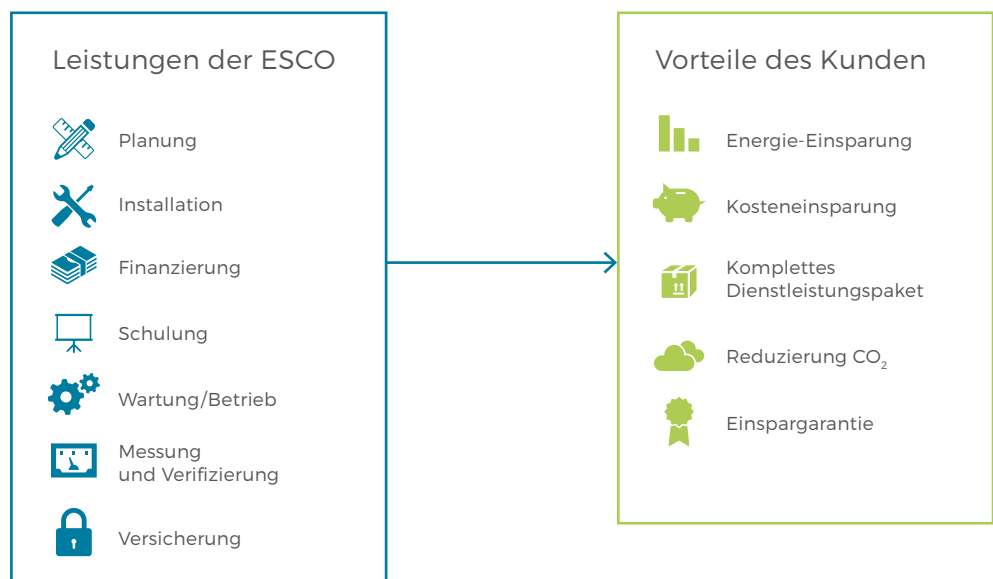 Leistungen der ESCO
Planung
Installation
Finanzierung
Schulung
Wartung/Betrieb
Messung
und Verifizierung
Versicherung
Vorteile des Kunden
Energie-Einsparung
Kosteneinsparung
Komplettes
Dienstleistungspaket
Reduzierung CO₂
Einspargarantie